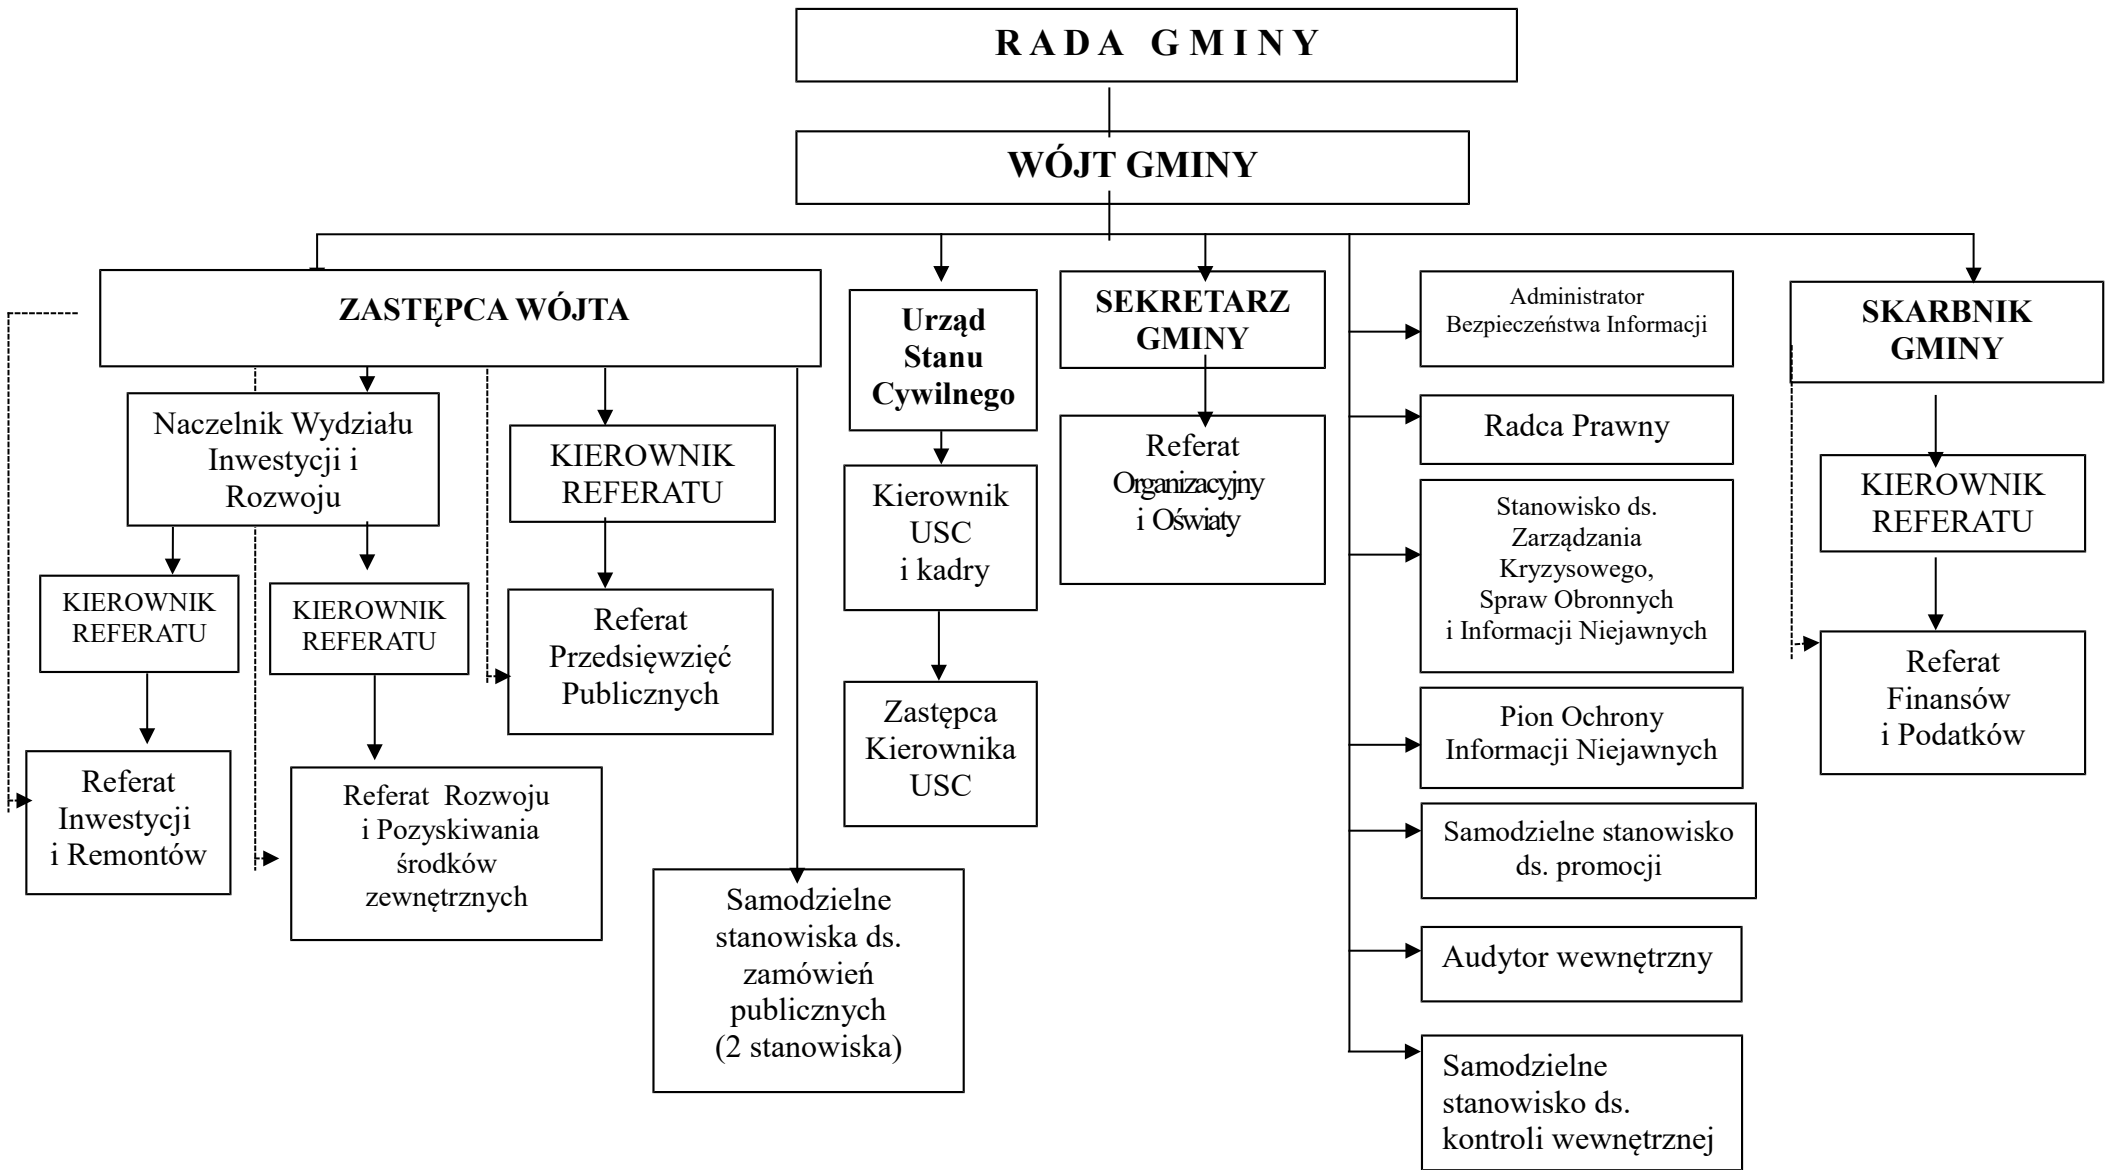 RADA GMINY
WÓJT GMINY
ZASTĘPCA WÓJTA
Urząd
Stanu
Cywilnego
SEKRETARZ
GMINY
Administrator
Bezpieczeństwa Informacji
SKARBNIK
GMINY
Naczelnik Wydziału
Inwestycji i
Rozwoju
KIEROWNIK
REFERATU
Kierownik
USC
i kadry
Referat
Organizacyjny
i Oświaty
Radca Prawny
KIEROWNIK
REFERATU
Stanowisko ds.
Zarządzania
Kryzysowego,
Spraw Obronnych
i Informacji Niejawnych
KIEROWNIK
REFERATU
KIEROWNIK
REFERATU
Referat
Przedsięwzięć
Publicznych
Zastępca
Kierownika
USC
Pion Ochrony
Informacji Niejawnych
Referat
Finansów
i Podatków
Referat
Inwestycji
i Remontów
Referat Rozwoju
i Pozyskiwania
środków
zewnętrznych
Samodzielne
stanowiska ds.
zamówień
publicznych
(2 stanowiska)
Samodzielne stanowisko
ds. promocji
Audytor wewnętrzny
Samodzielne
stanowisko ds.
kontroli wewnętrznej